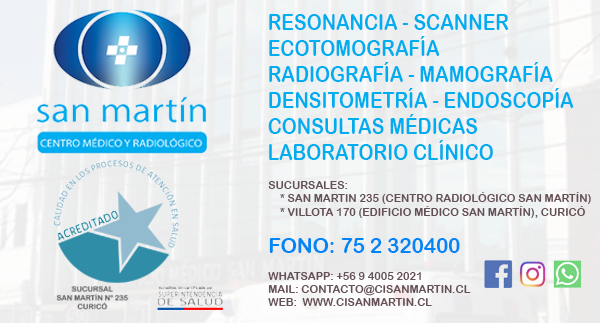 san martín
CENTRO MÉDICO Y RADIOLÓGICO
CALIDAD EN LOS PROCESOS DE ATENCIÓN EN SALUD
ACREDITADO
SUCURSAL
SAN MARTÍN Nº 235
CURICÓ
SUPERINTENDENCIA
DE SALUD
RESONANCIA - SCANNER
ECOTOMOGRAFÍA
RADIOGRAFÍA - MAMOGRAFÍA
DENSITOMETRÍA - ENDOSCOPÍA
CONSULTAS MÉDICAS
LABORATORIO CLÍNICO
SUCURSALES:
* SAN MARTIN 235 (CENTRO RADIOLÓGICO SAN MARTÍN)
* VILLOTA 170 (EDIFICIO MÉDICO SAN MARTÍN), CURICÓ
FONO: 75 2 320400
WHATSAPP: +56 9 4005 2021
MAIL: CONTACTO@CISANMARTIN.CL
WEB: WWW.CISANMARTIN.CL